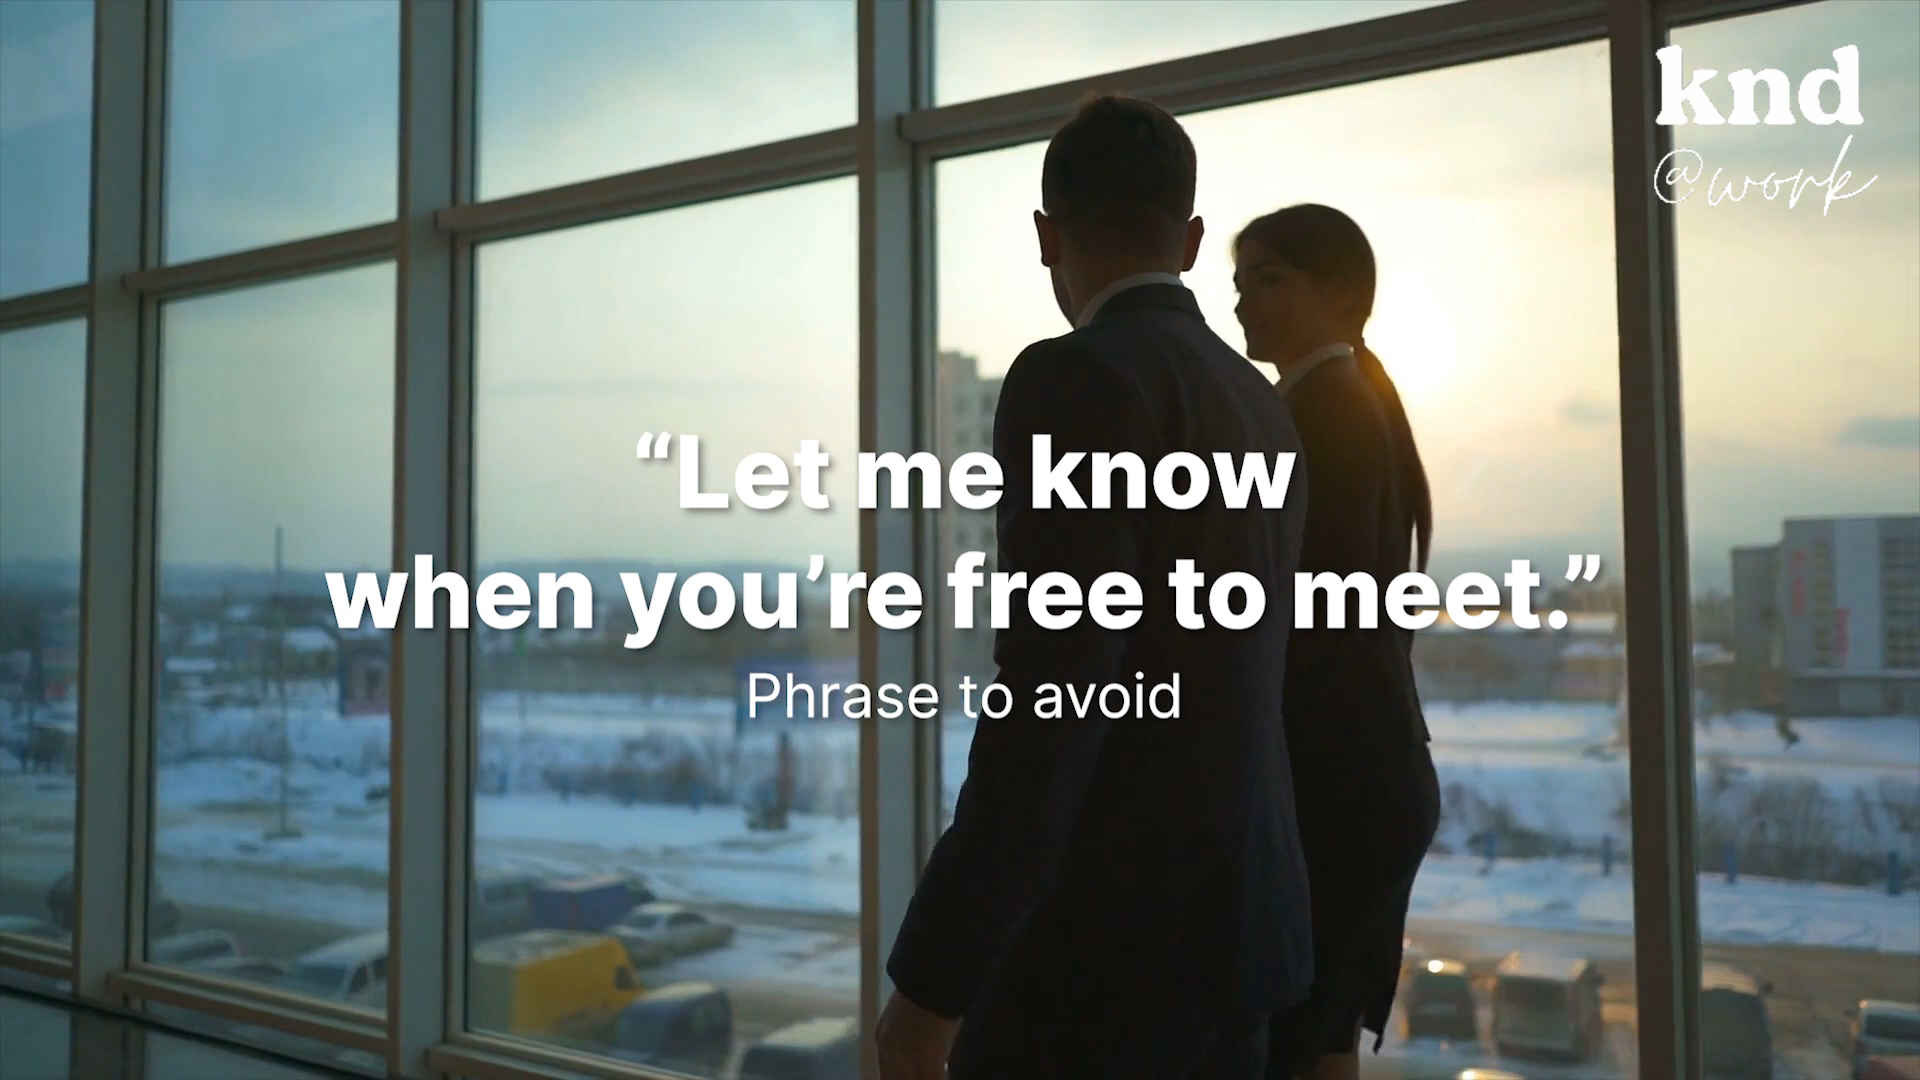 knd
@work
“Let me know
when you’re free to meet.”
Phrase to avoid